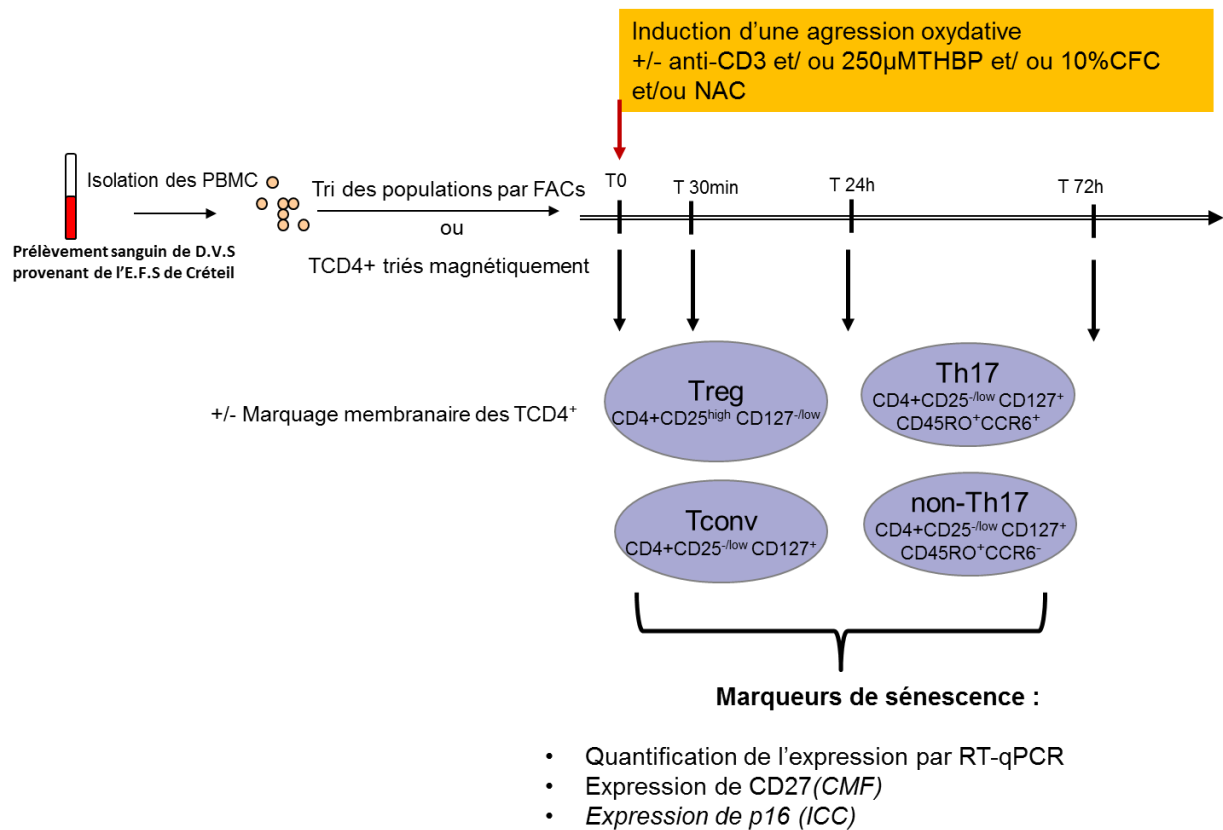 Induction d'une agression oxydative
+/- anti-CD3 et/ ou 250µMTHBP et/ ou 10%CFC
et/ou NAC
Isolation des PBMC
Tri des populations par FACs
ou
TCD4+ triés magnétiquement
T0
T 30min
T 24h
T 72h
Prélèvement sanguin de D.V.S
provenant de l'E.F.S de Créteil
+/- Marquage membranaire des TCD4⁺
Treg
CD4+CD25ʰⁱᵍʰ CD127⁻/ˡᵒʷ
Th17
CD4+CD25⁻/ˡᵒʷ CD127⁺
CD45RO⁺CCR6⁺
Tconv
CD4+CD25⁻/ˡᵒʷ CD127⁺
non-Th17
CD4+CD25⁻/ˡᵒʷ CD127⁺
CD45RO⁺CCR6⁻
Marqueurs de sénescence :
• Quantification de l'expression par RT-qPCR
• Expression de CD27(CMF)
• Expression de p16 (ICC)